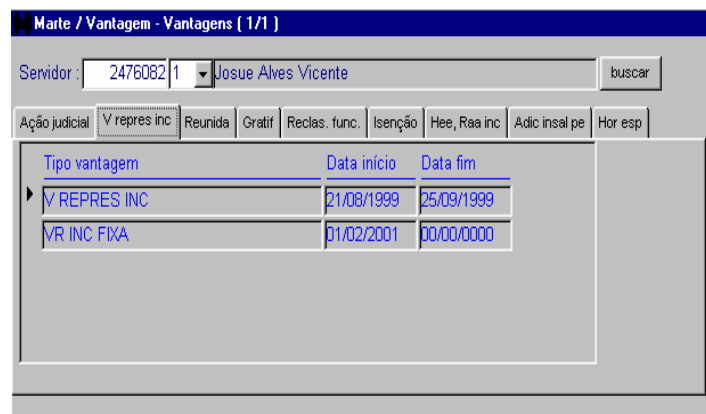 Marte / Vantagem - Vantagens ( 1/1 )
Servidor : 2476082 1 Josue Alves Vicente buscar
Ação judicial V repres inc Reunida Gratif Reclas. func. Isenção Hee, Raa inc Adic insal pe Hor esp
Tipo vantagem Data início Data fim
V REPRES INC 21/08/1999 25/09/1999
VR INC FIXA 01/02/2001 00/00/0000